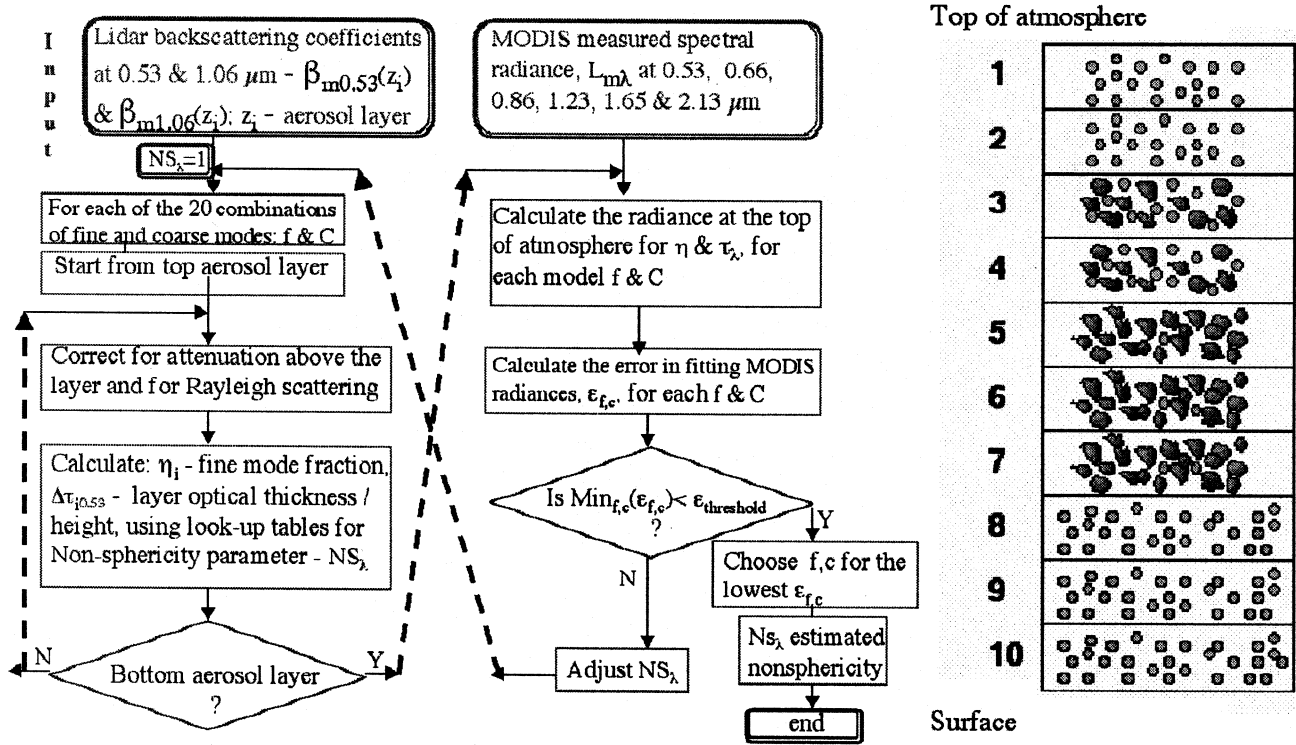 Input
Lidar backscattering coefficients
at 0.53 & 1.06 μm - βm0.53(zi)
& βm1.06(zi); zi - aerosol layer
NSλ=1
For each of the 20 combinations
of fine and coarse modes: f & C
Start from top aerosol layer
Correct for attenuation above the
layer and f for Rayleigh scattering
Calculate: ηi - fine mode fraction,
Δτi0.53 - layer optical thickness /
height, using look-up tables for
Non-sphericity parameter - NSλ
N
Y
Bottom aerosol layer
?
MODIS measured spectral
radiance, Lmλ at 0.53, 0.66,
0.86, 1.23, 1.65 & 2.13 μm
Calculate the radiance at the top
of atmosphere for η & τλ, for
each model f & C
Calculate the error in fitting MODIS
radiances, εf,c, for each f & C
Is Minf,c(εf,c)< εthreshold
?
Y
N
Choose f,c for the
lowest εf,c
Nsλ estimated
nonsphericity
Adjust NSλ
end
Top of atmosphere
1
2
3
4
5
6
7
8
9
10
Surface